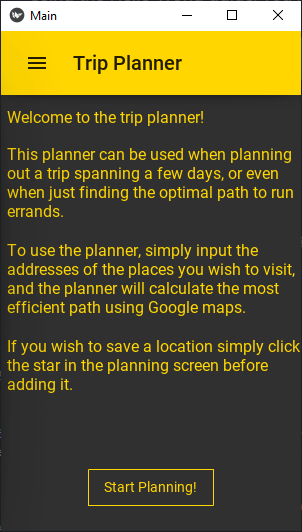 Main
Trip Planner
Welcome to the trip planner!
This planner can be used when planning
out a trip spanning a few days, or even
when just finding the optimal path to run
errands.
To use the planner, simply input the
addresses of the places you wish to visit,
and the planner will calculate the most
efficient path using Google maps.
If you wish to save a location simply click
the star in the planning screen before
adding it.
Start Planning!